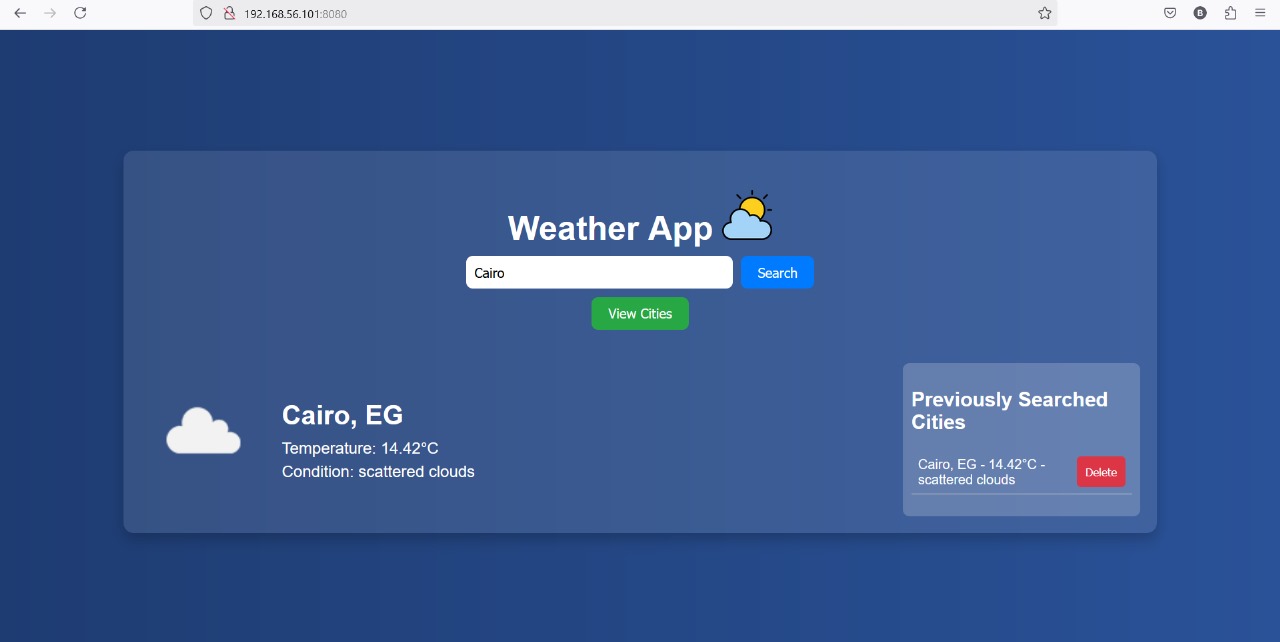 192.168.56.101:8080
B
Weather App
Cairo
Search
View Cities
Cairo, EG
Temperature: 14.42°C
Condition: scattered clouds
Previously Searched
Cities
Cairo, EG - 14.42°C -
scattered clouds
Delete